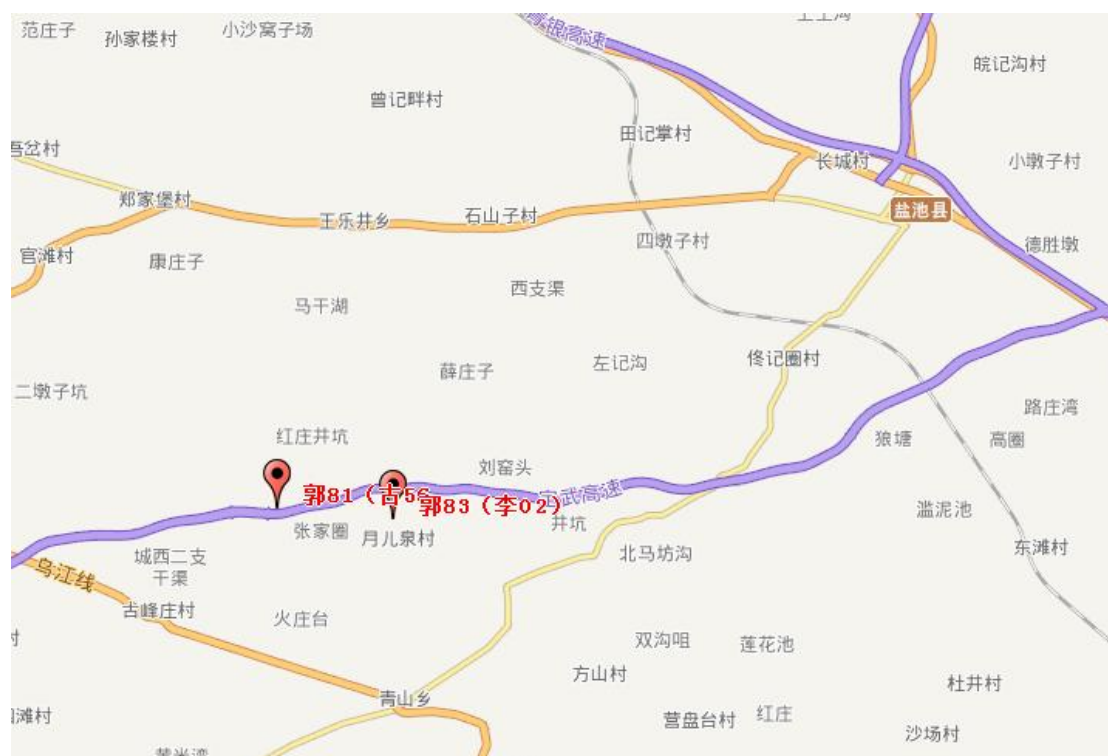 范庄子
孙家楼村
小沙窝子场
青银高速
皖记沟村
曾记畔村
田记掌村
长城村
小墩子村
郑家堡村
王乐井乡
石山子村
盐池县
官滩村
康庄子
四墩子村
德胜墩
马干湖
西支渠
二墩子坑
薛庄子
左记沟
佟记圈村
路庄湾
红庄井坑
狼塘
高圈
刘窑头
郭81（古56
郭83（李02）
武高速
张家圈
月儿泉村
井坑
滥泥池
城西二支
干渠
北马坊沟
东滩村
乌江线
古峰庄村
火庄台
双沟咀
莲花池
方山村
杜井村
青山乡
营盘台村
红庄
沙场村